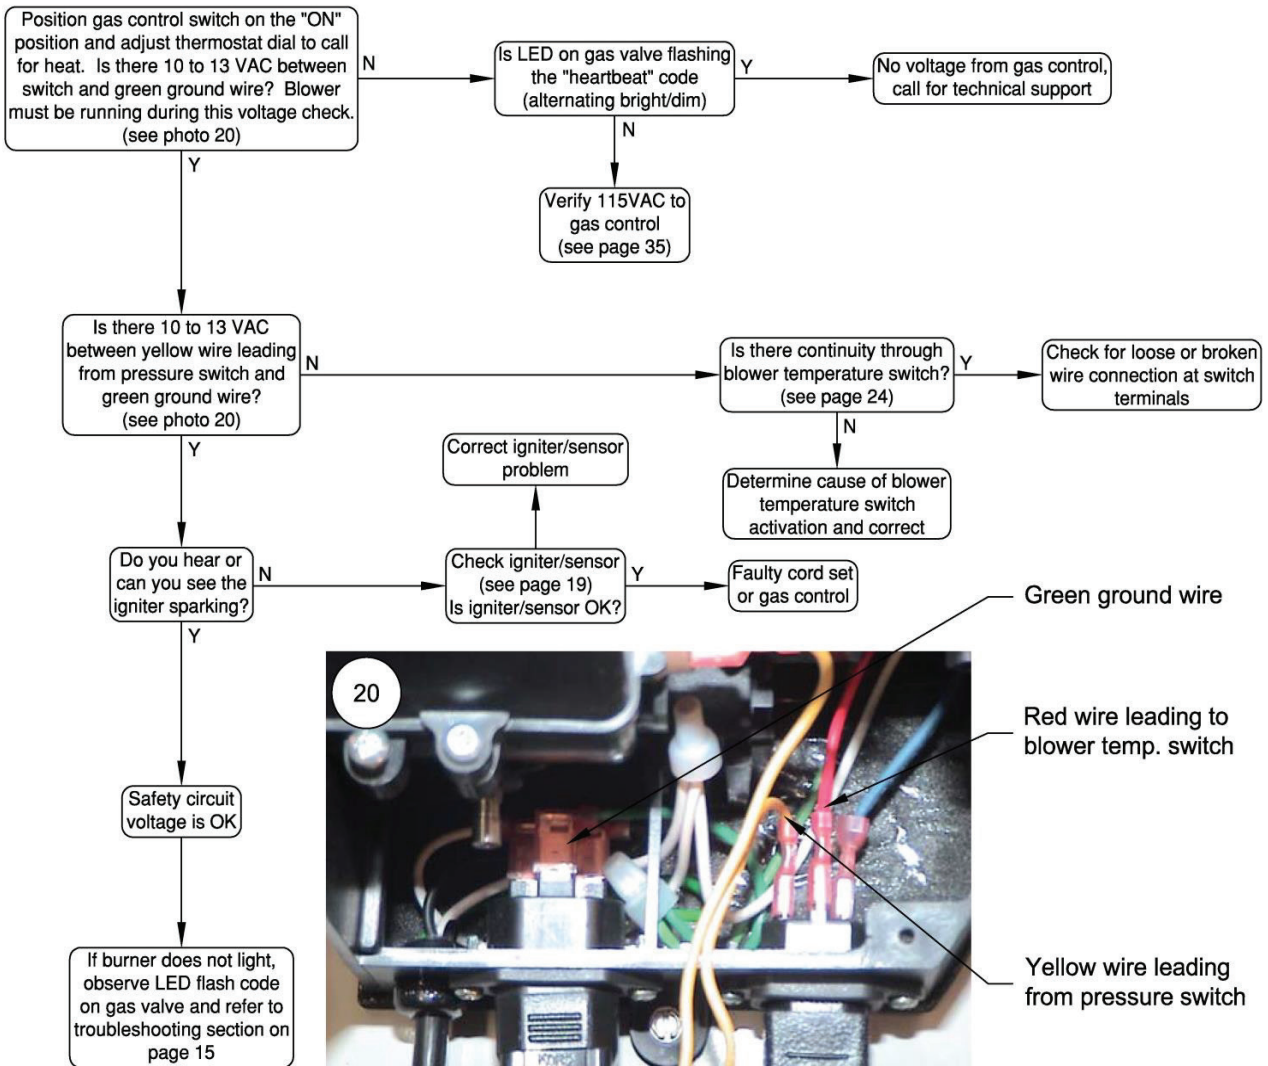 Position gas control switch on the "ON"
position and adjust thermostat dial to call
for heat. Is there 10 to 13 VAC between
switch and green ground wire? Blower
must be running during this voltage check.
(see photo 20)
N
Is LED on gas valve flashing
the "heartbeat" code
(alternating bright/dim)
Y
No voltage from gas control,
call for technical support
N
Verify 115VAC to
gas control
(see page 35)
Y
Is there 10 to 13 VAC
between yellow wire leading
from pressure switch and
green ground wire?
(see photo 20)
N
Is there continuity through
blower temperature switch?
(see page 24)
Y
Check for loose or broken
wire connection at switch
terminals
N
Determine cause of blower
temperature switch
activation and correct
Y
Do you hear or
can you see the
igniter sparking?
N
Check igniter/sensor
(see page 19)
Is igniter/sensor OK?
Correct igniter/sensor
problem
Y
Faulty cord set
or gas control
Y
Safety circuit
voltage is OK
If burner does not light,
observe LED flash code
on gas valve and refer to
troubleshooting section on
page 15
20
Green ground wire
Red wire leading to
blower temp. switch
Yellow wire leading
from pressure switch